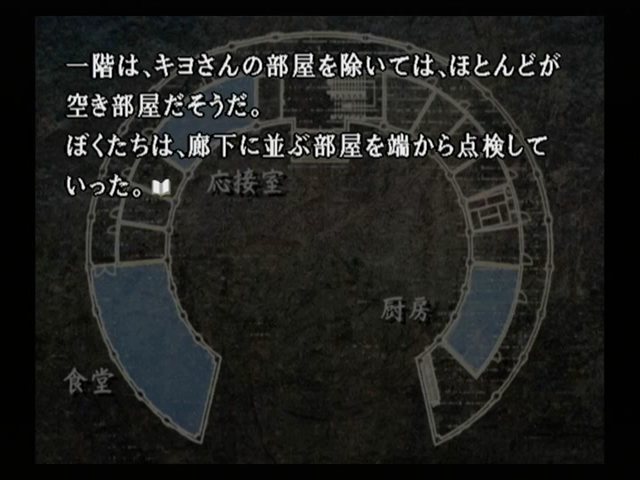 一階は、キヨさんの部屋を除いては、ほとんどが
空き部屋だそうだ。
ぼくたちは、廊下に並ぶ部屋を端から点検して
いった。
応接室
厨房
食堂